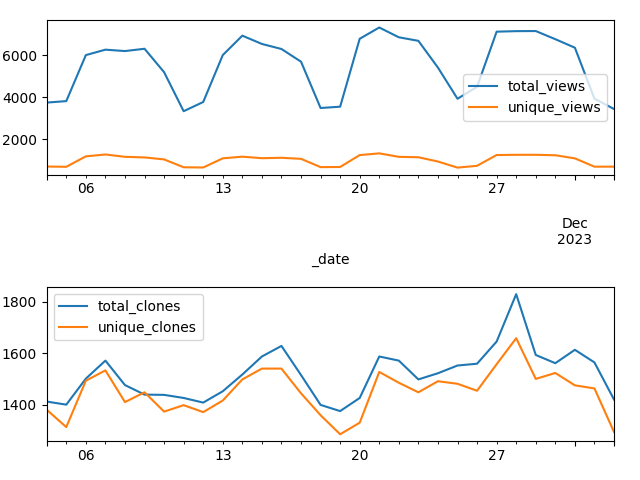 6000
4000
2000
total_views
unique_views
06
13
20
27
Dec
2023
_date
1800
1600
1400
total_clones
unique_clones
06
13
20
27